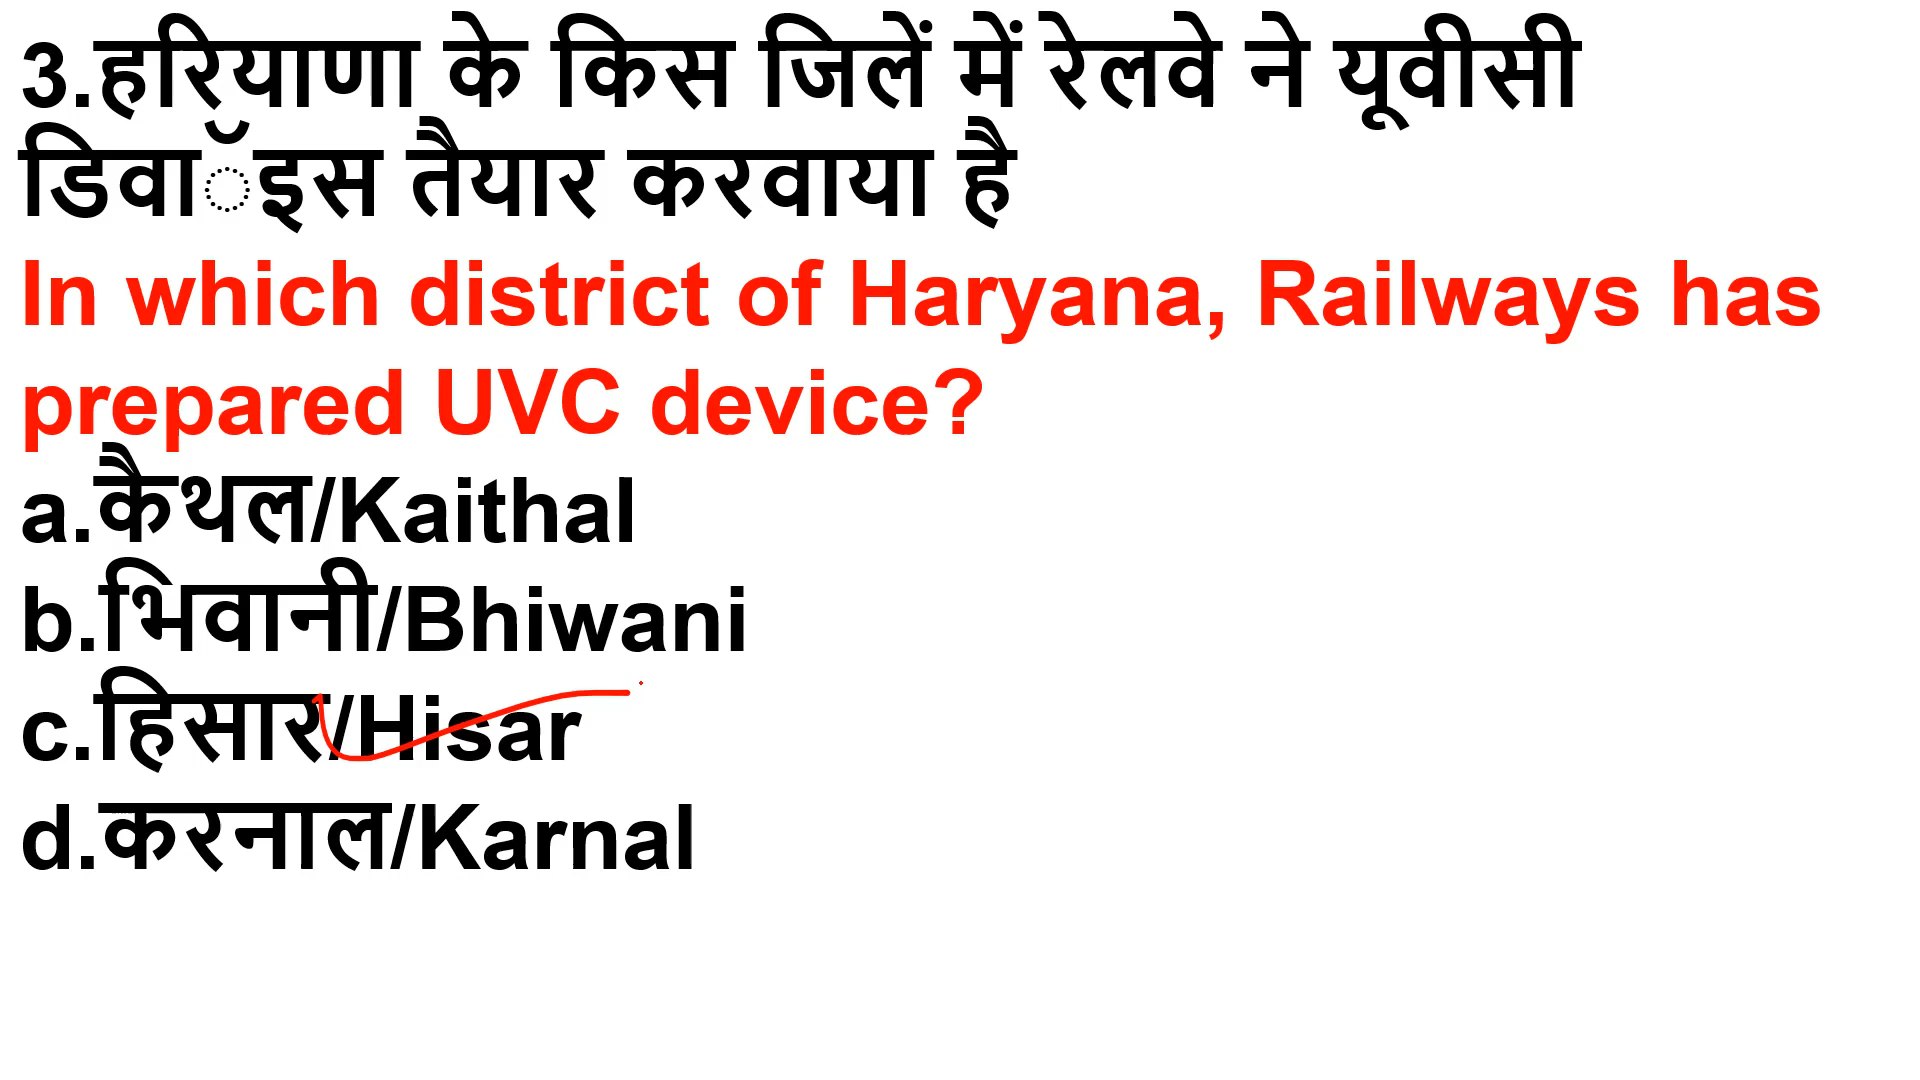 3.हरियाणा के किस जिलें में रेलवे ने यूवीसी
डिवाॅइस तैयार करवाया है
In which district of Haryana, Railways has
prepared UVC device?
a.कैथल/Kaithal
b.भिवानी/Bhiwani
c.हिसार/Hisar
d.करनाल/Karnal